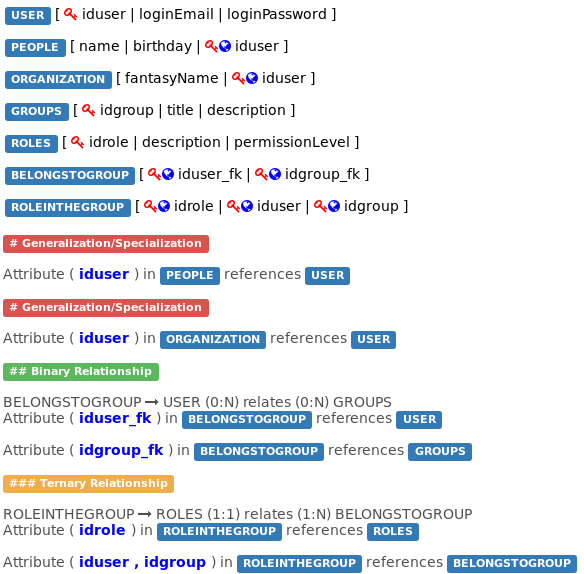 USER [ iduser | loginEmail | loginPassword ]
PEOPLE [ name | birthday | iduser ]
ORGANIZATION [ fantasyName | iduser ]
GROUPS [ idgroup | title | description ]
ROLES [ idrole | description | permissionLevel ]
BELONGSTOGROUP [ iduser_fk | idgroup_fk ]
ROLEINTHEGROUP [ idrole | iduser | idgroup ]
# Generalization/Specialization
Attribute ( iduser ) in PEOPLE references USER
# Generalization/Specialization
Attribute ( iduser ) in ORGANIZATION references USER
## Binary Relationship
BELONGSTOGROUP → USER (0:N) relates (0:N) GROUPS
Attribute ( iduser_fk ) in BELONGSTOGROUP references USER
Attribute ( idgroup_fk ) in BELONGSTOGROUP references GROUPS
### Ternary Relationship
ROLEINTHEGROUP → ROLES (1:1) relates (1:N) BELONGSTOGROUP
Attribute ( idrole ) in ROLEINTHEGROUP references ROLES
Attribute ( iduser , idgroup ) in ROLEINTHEGROUP references BELONGSTOGROUP